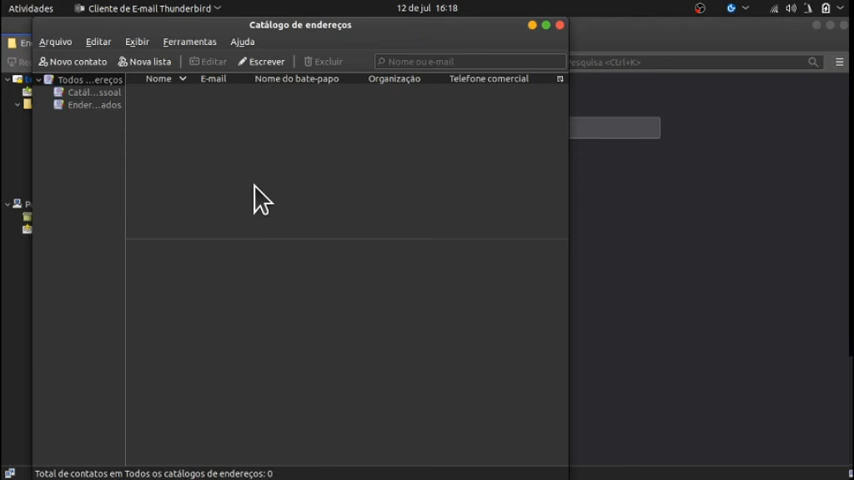 Atividades
Cliente de E-mail Thunderbird
12 de jul 16:18
Catálogo de endereços
Arquivo Editar Exibir Ferramentas Ajuda
Novo contato Nova lista Editar Escrever Excluir Nome ou e-mail
esquisa <Ctrl+K>
Todos ...ereços
Catál...ssoal
Ender...ados
Nome E-mail Nome do bate-papo Organização Telefone comercial
Total de contatos em Todos os catálogos de endereços: 0